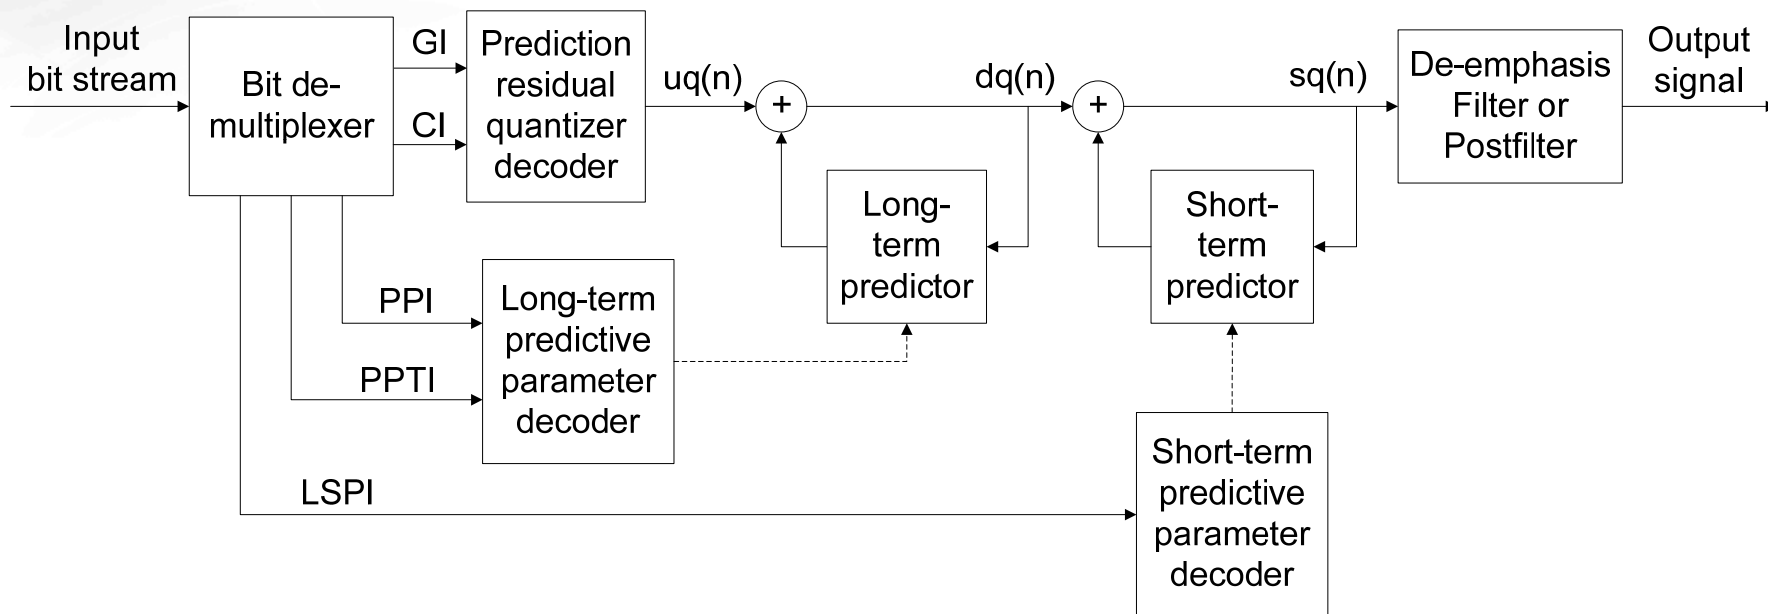 Input
bit stream
Bit de-
multiplexer
GI
CI
Prediction
residual
quantizer
decoder
uq(n)
+
dq(n)
+
sq(n)
De-emphasis
Filter or
Postfilter
Output
signal
Long-
term
predictor
Short-
term
predictor
PPI
PPTI
Long-term
predictive
parameter
decoder
LSPI
Short-term
predictive
parameter
decoder